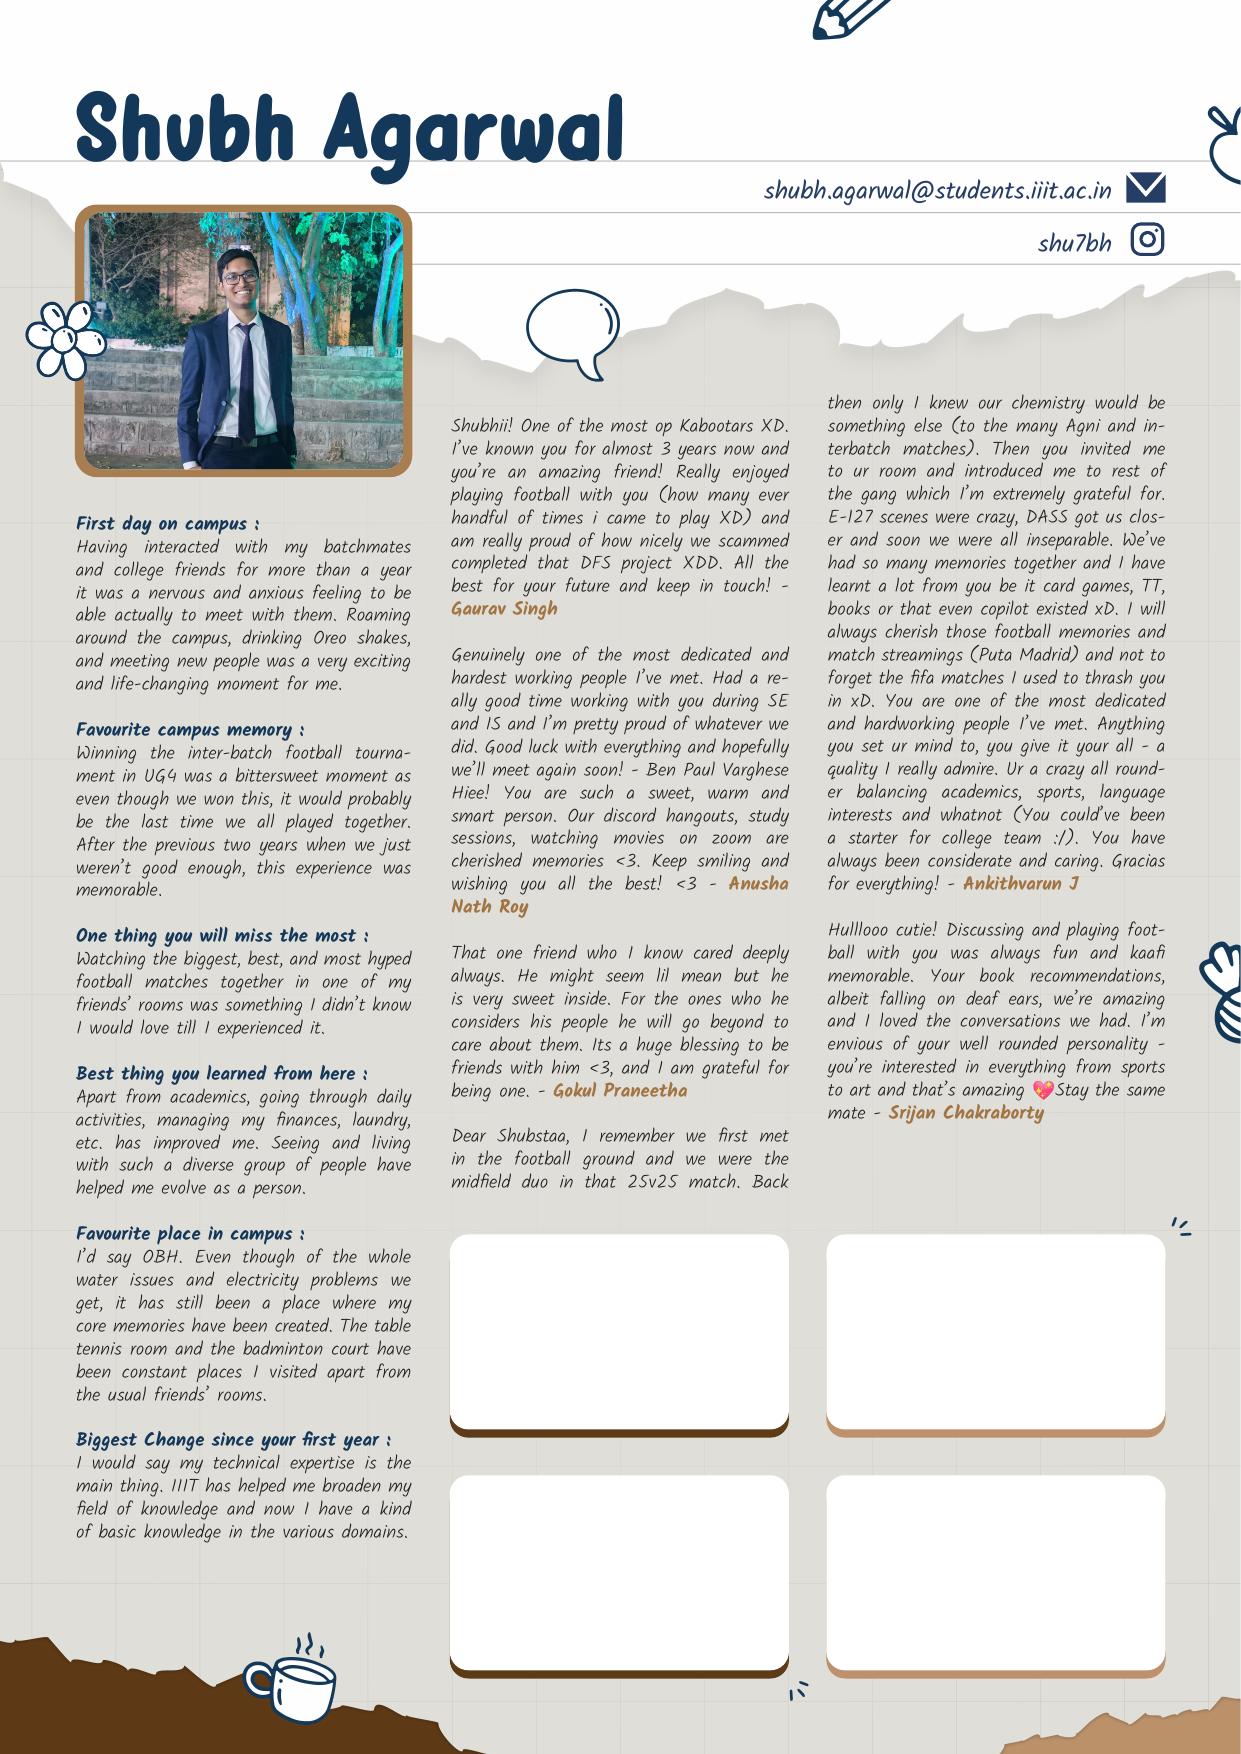 Shubh Agarwal
shubh.agarwal@students.iiit.ac.in
shu7bh
First day on campus :
Having interacted with my batchmates
and college friends for more than a year
it was a nervous and anxious feeling to be
able actually to meet with them. Roaming
around the campus, drinking Oreo shakes,
and meeting new people was a very exciting
and life-changing moment for me.
Favourite campus memory :
Winning the inter-batch football tourna-
ment in UG4 was a bittersweet moment as
even though we won this, it would probably
be the last time we all played together.
After the previous two years when we just
weren't good enough, this experience was
memorable.
One thing you will miss the most :
Watching the biggest, best, and most hyped
football matches together in one of my
friends' rooms was something I didn't know
I would love till I experienced it.
Best thing you learned from here :
Apart from academics, going through daily
activities, managing my finances, laundry,
etc. has improved me. Seeing and living
with such a diverse group of people have
helped me evolve as a person.
Favourite place in campus :
I'd say OBH. Even though of the whole
water issues and electricity problems we
get, it has still been a place where my
core memories have been created. The table
tennis room and the badminton court have
been constant places I visited apart from
the usual friends' rooms.
Biggest Change since your first year :
I would say my technical expertise is the
main thing. IIIT has helped me broaden my
field of knowledge and now I have a kind
of basic knowledge in the various domains.
Shubhii! One of the most op Kabootars XD.
I've known you for almost 3 years now and
you're an amazing friend! Really enjoyed
playing football with you (how many ever
handful of times i came to play XD) and
am really proud of how nicely we scammed
completed that DFS project XDD. All the
best for your future and keep in touch! -
Gaurav Singh
Genuinely one of the most dedicated and
hardest working people I've met. Had a re-
ally good time working with you during SE
and IS and I'm pretty proud of whatever we
did. Good luck with everything and hopefully
we'll meet again soon! - Ben Paul Varghese
Hiee! You are such a sweet, warm and
smart person. Our discord hangouts, study
sessions, watching movies on zoom are
cherished memories <3. Keep smiling and
wishing you all the best! <3 - Anusha
Nath Roy
That one friend who I know cared deeply
always. He might seem lil mean but he
is very sweet inside. For the ones who he
considers his people he will go beyond to
care about them. Its a huge blessing to be
friends with him <3, and I am grateful for
being one. - Gokul Praneetha
Dear Shubstaa, I remember we first met
in the football ground and we were the
midfield duo in that 25v25 match. Back
then only I knew our chemistry would be
something else (to the many Agni and in-
terbatch matches). Then you invited me
to ur room and introduced me to rest of
the gang which I'm extremely grateful for.
E-127 scenes were crazy, DASS got us clos-
er and soon we were all inseparable. We've
had so many memories together and I have
learnt a lot from you be it card games, TT,
books or that even copilot existed xD. I will
always cherish those football memories and
match streamings (Puta Madrid) and not to
forget the fifa matches I used to thrash you
in xD. You are one of the most dedicated
and hardworking people I've met. Anything
you set ur mind to, you give it your all - a
quality I really admire. Ur a crazy all round-
er balancing academics, sports, language
interests and whatnot (You could've been
a starter for college team :/). You have
always been considerate and caring. Gracias
for everything! - Ankithvarun J
Hulllooo cutie! Discussing and playing foot-
ball with you was always fun and kaafi
memorable. Your book recommendations,
albeit falling on deaf ears, we're amazing
and I loved the conversations we had. I'm
envious of your well rounded personality -
you're interested in everything from sports
to art and that's amazing 💖Stay the same
mate - Srijan Chakraborty